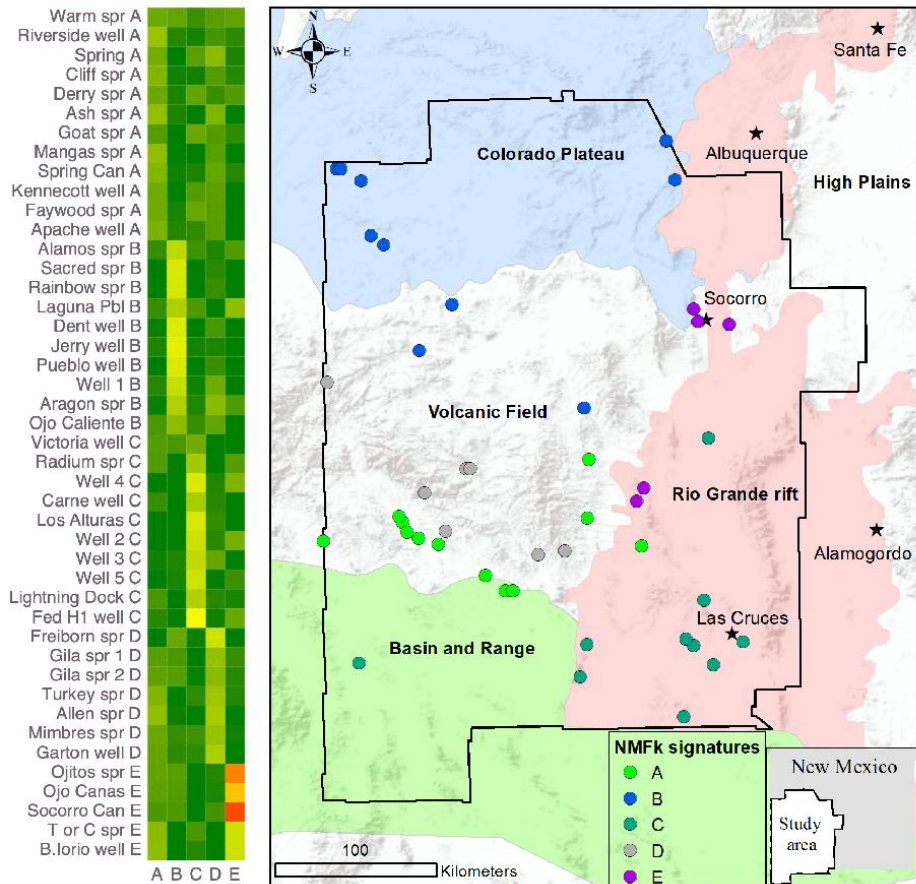 Warm spr A
Riverside well A
Spring A
Cliff spr A
Derry spr A
Ash spr A
Goat spr A
Mangas spr A
Spring Can A
Kennecott well A
Faywood spr A
Apache well A
Alamos spr B
Sacred spr B
Rainbow spr B
Laguna Pbl B
Dent well B
Jerry well B
Pueblo well B
Well 1 B
Aragon spr B
Ojo Caliente B
Victoria well C
Radium spr C
Well 4 C
Carne well C
Los Alturas C
Well 2 C
Well 3 C
Well 5 C
Lightning Dock C
Fed H1 well C
Freiborn spr D
Gila spr 1 D
Gila spr 2 D
Turkey spr D
Allen spr D
Mimbres spr D
Garton well D
Ojitos spr E
Ojo Canas E
Socorro Can E
T or C spr E
B.Iorio well E
A B C D E
N
W E
S
Santa Fe
Albuquerque
Colorado Plateau
High Plains
Socorro
Volcanic Field
Rio Grande rift
Alamogordo
Las Cruces
Basin and Range
NMFk signatures
A
B
C
D
E
New Mexico
Study
area
100
Kilometers